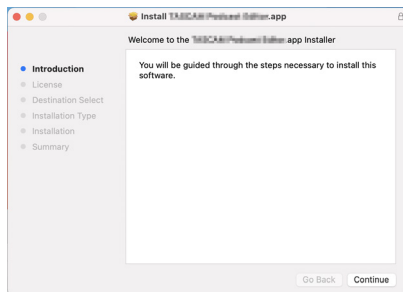 Install .app
Welcome to the .app Installer
Introduction
License
Destination Select
Installation Type
Installation
Summary
You will be guided through the steps necessary to install this
software.
Go Back
Continue